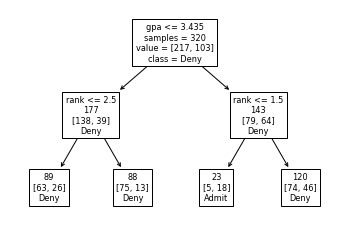 gpa <= 3.435
samples = 320
value = [217, 103]
class = Deny
rank <= 2.5
177
[138, 39]
Deny
rank <= 1.5
143
[79, 64]
Deny
89
[63, 26]
Deny
88
[75, 13]
Deny
23
[5, 18]
Admit
120
[74, 46]
Deny